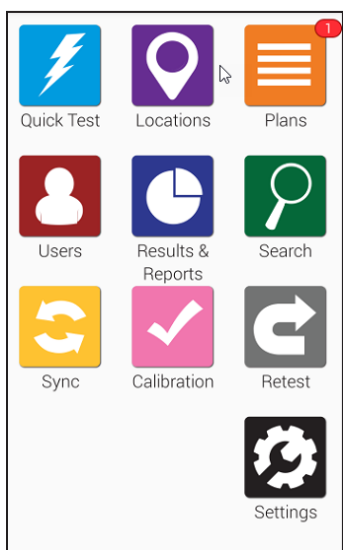 1
Quick Test
Locations
Plans
Users
Results &
Reports
Search
Sync
Calibration
Retest
Settings